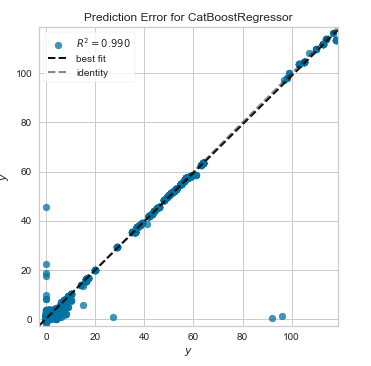 Prediction Error for CatBoostRegressor
R² = 0.990
best fit
identity
100
80
60
40
20
0
ŷ
0 20 40 60 80 100
y